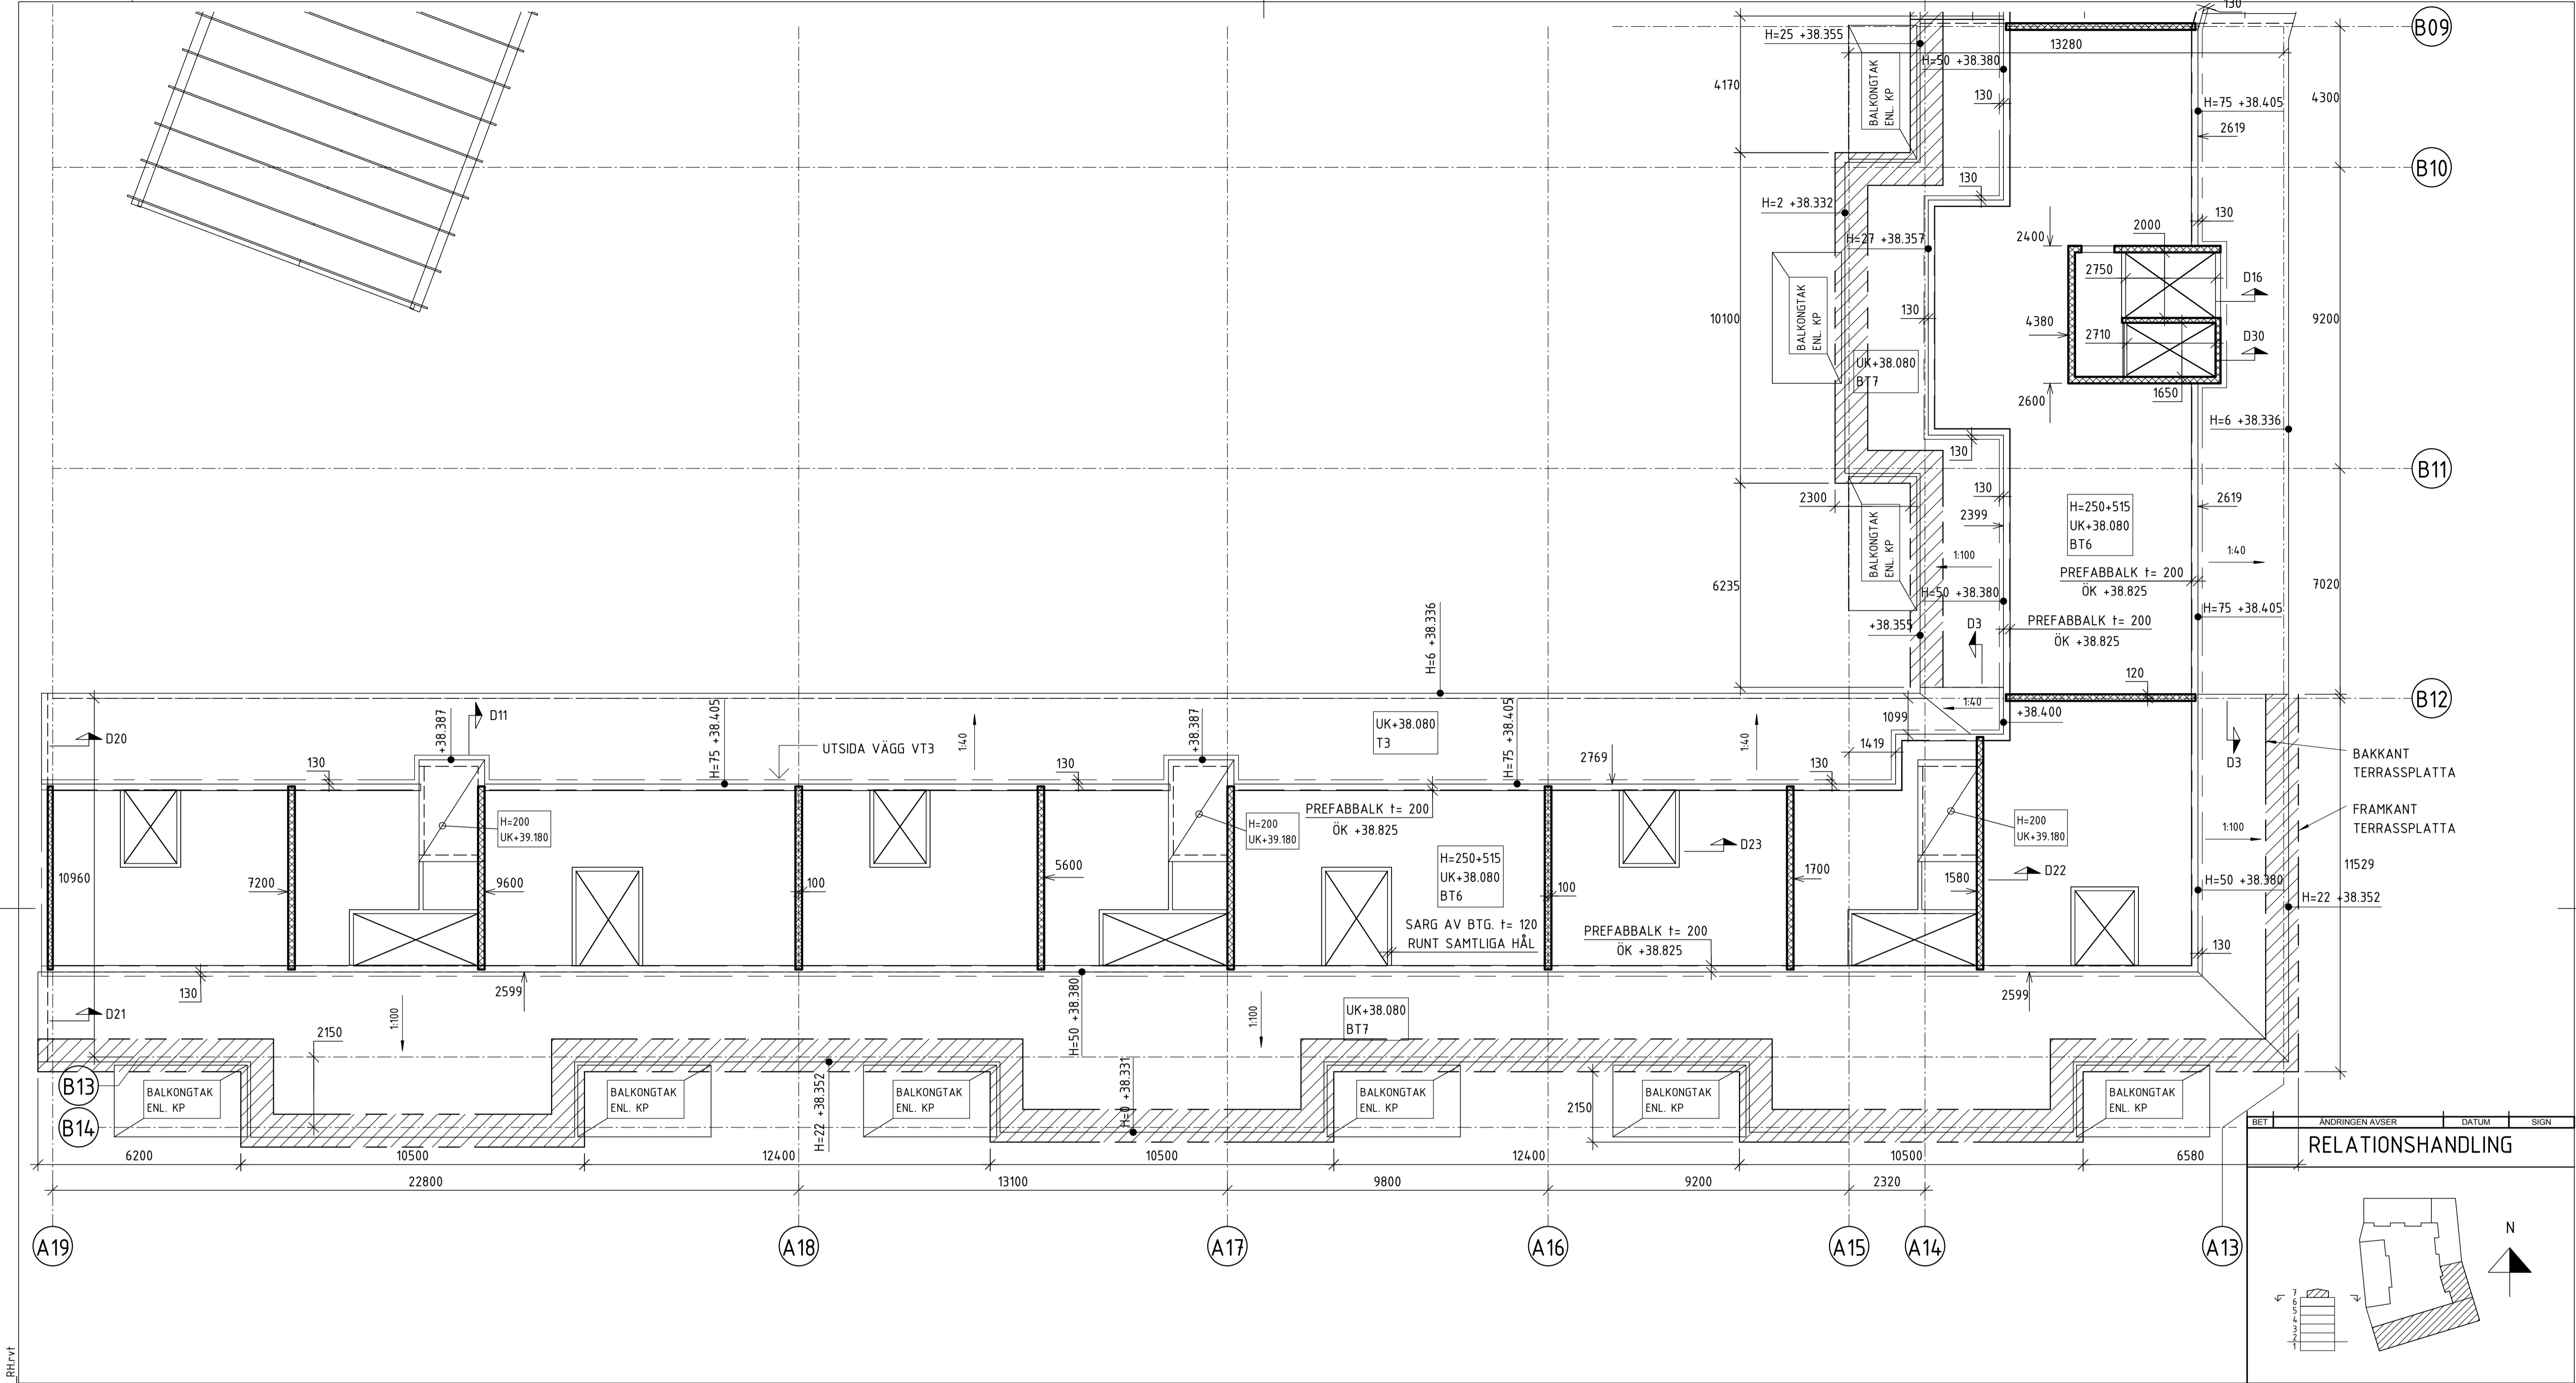 130
B09
H=25 +38.355
13280
H=50 +38.380
4170
BALKONGTAK
ENL. KP
130
H=75 +38.405
4300
2619
B10
130
H=2 +38.332
130
H=27 +38.357
2400
2000
2750
D16
BALKONGTAK
ENL. KP
10100
130
4380
9200
2710
D30
UK+38.080
BT7
1650
2600
H=6 +38.336
130
B11
2300
130
2399
2619
BALKONGTAK
ENL. KP
H=250+515
UK+38.080
BT6
1:100
1:40
6235
PREFABBALK t= 200
ÖK +38.825
7020
H=50 +38.380
H=75 +38.405
+38.355
D3
PREFABBALK t= 200
ÖK +38.825
H=6 +38.336
120
B12
1:40
+38.400
D20
+38.387
D11
H=75 +38.405
UTSIDA VÄGG VT3
1:40
+38.387
UK+38.080
T3
H=75 +38.405
2769
1:40
1099
1419
D3
BAKKANT
TERRASSPLATTA
130
130
130
PREFABBALK t= 200
ÖK +38.825
FRAMKANT
TERRASSPLATTA
H=200
UK+39.180
H=200
UK+39.180
H=200
UK+39.180
1:100
D23
10960
7200
9600
100
5600
H=250+515
UK+38.080
BT6
100
1700
1580
D22
11529
H=50 +38.380
H=22 +38.352
SARG AV BTG. t= 120
RUNT SAMTLIGA HÅL
PREFABBALK t= 200
ÖK +38.825
130
130
2599
2599
D21
2150
1:100
H=50 +38.380
1:100
UK+38.080
BT7
B13
BALKONGTAK
ENL. KP
BALKONGTAK
ENL. KP
H=22 +38.352
BALKONGTAK
ENL. KP
H=0 +38.331
BALKONGTAK
ENL. KP
2150
BALKONGTAK
ENL. KP
BALKONGTAK
ENL. KP
B14
BET
ÄNDRINGEN AVSER
DATUM
SIGN
RELATIONSHANDLING
6200
10500
12400
10500
12400
10500
6580
22800
13100
9800
9200
2320
A19
A18
A17
A16
A15
A14
A13
N
7
6
5
4
3
2
1
RH.rvt